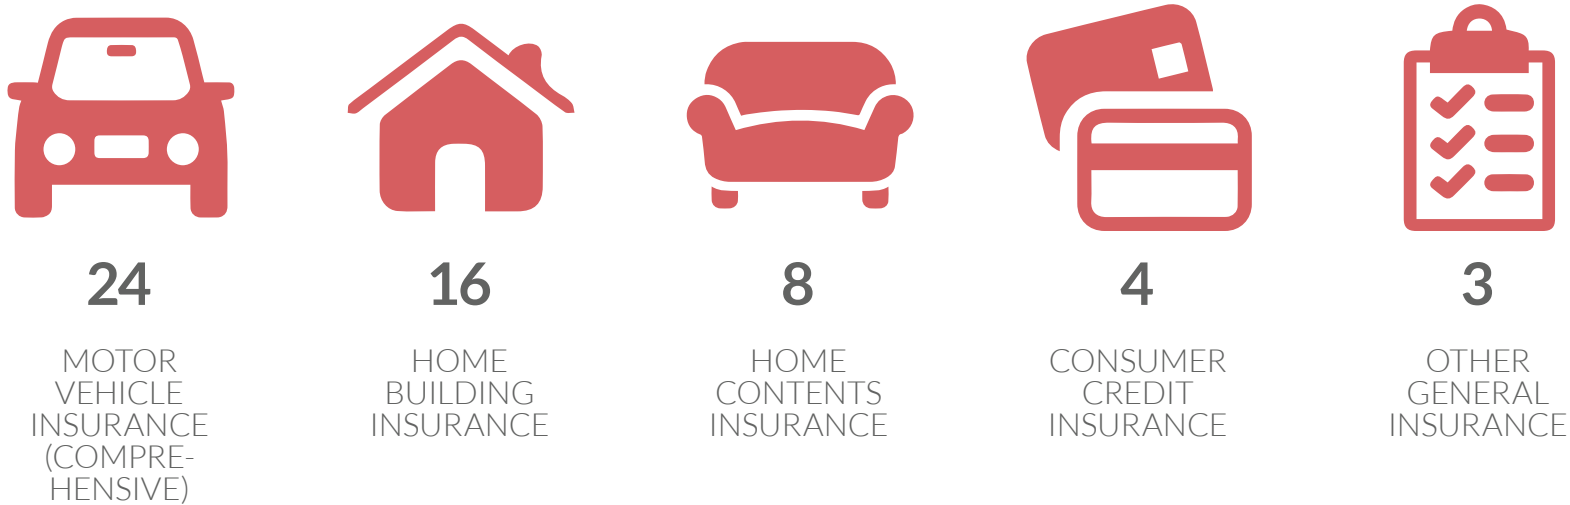 24
MOTOR
VEHICLE
INSURANCE
(COMPRE-
HENSIVE)
16
HOME
BUILDING
INSURANCE
8
HOME
CONTENTS
INSURANCE
4
CONSUMER
CREDIT
INSURANCE
3
OTHER
GENERAL
INSURANCE